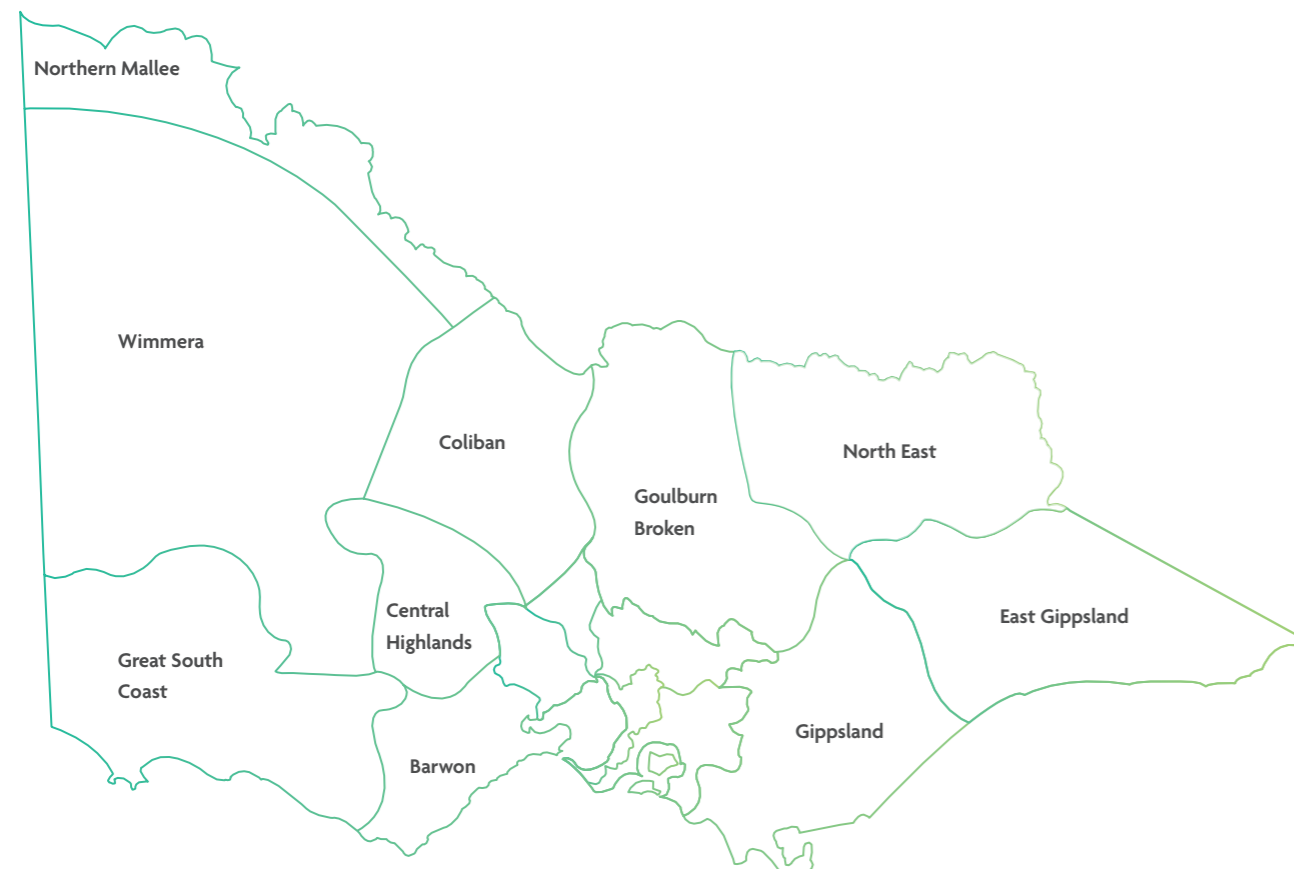 Northern Mallee
Wimmera
Coliban
North East
Goulburn
Broken
Central
Highlands
East Gippsland
Great South
Coast
Gippsland
Barwon